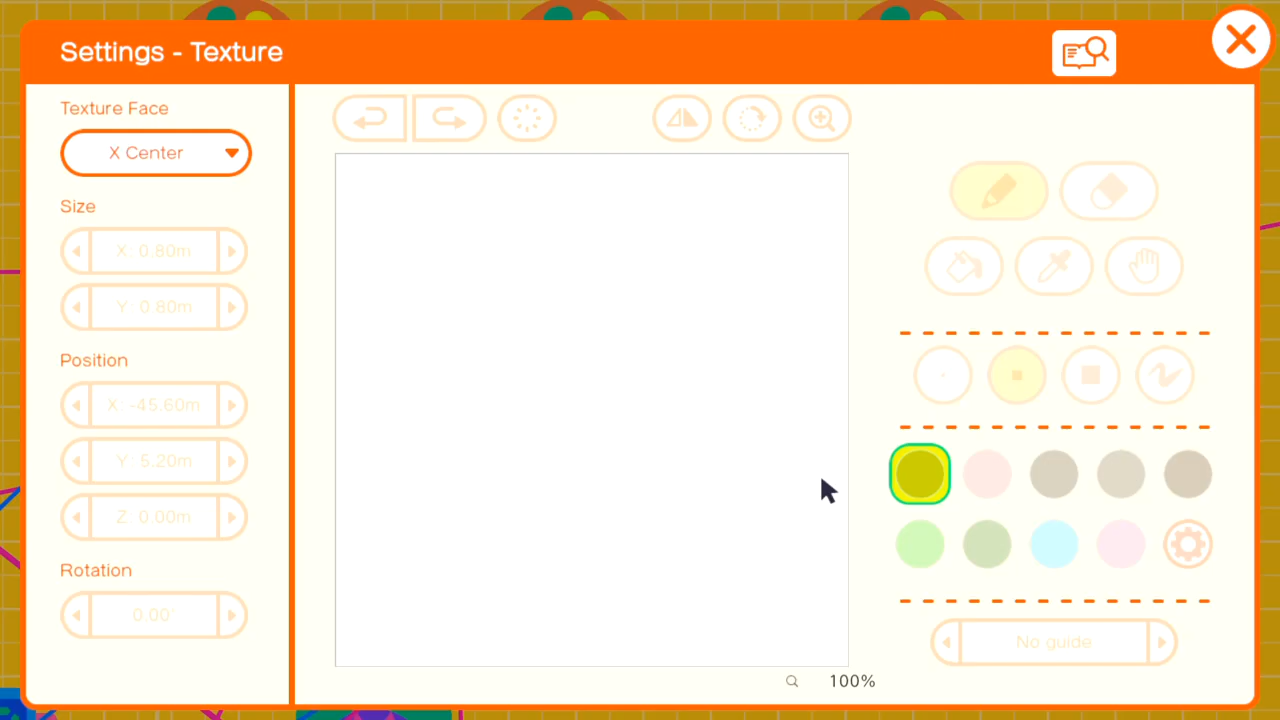 Settings - Texture
Texture Face
X Center
Size
X: 0.80m
Y: 0.80m
Position
X: -45.60m
Y: 5.20m
Z: 0.00m
Rotation
0.00°
No guide
100%